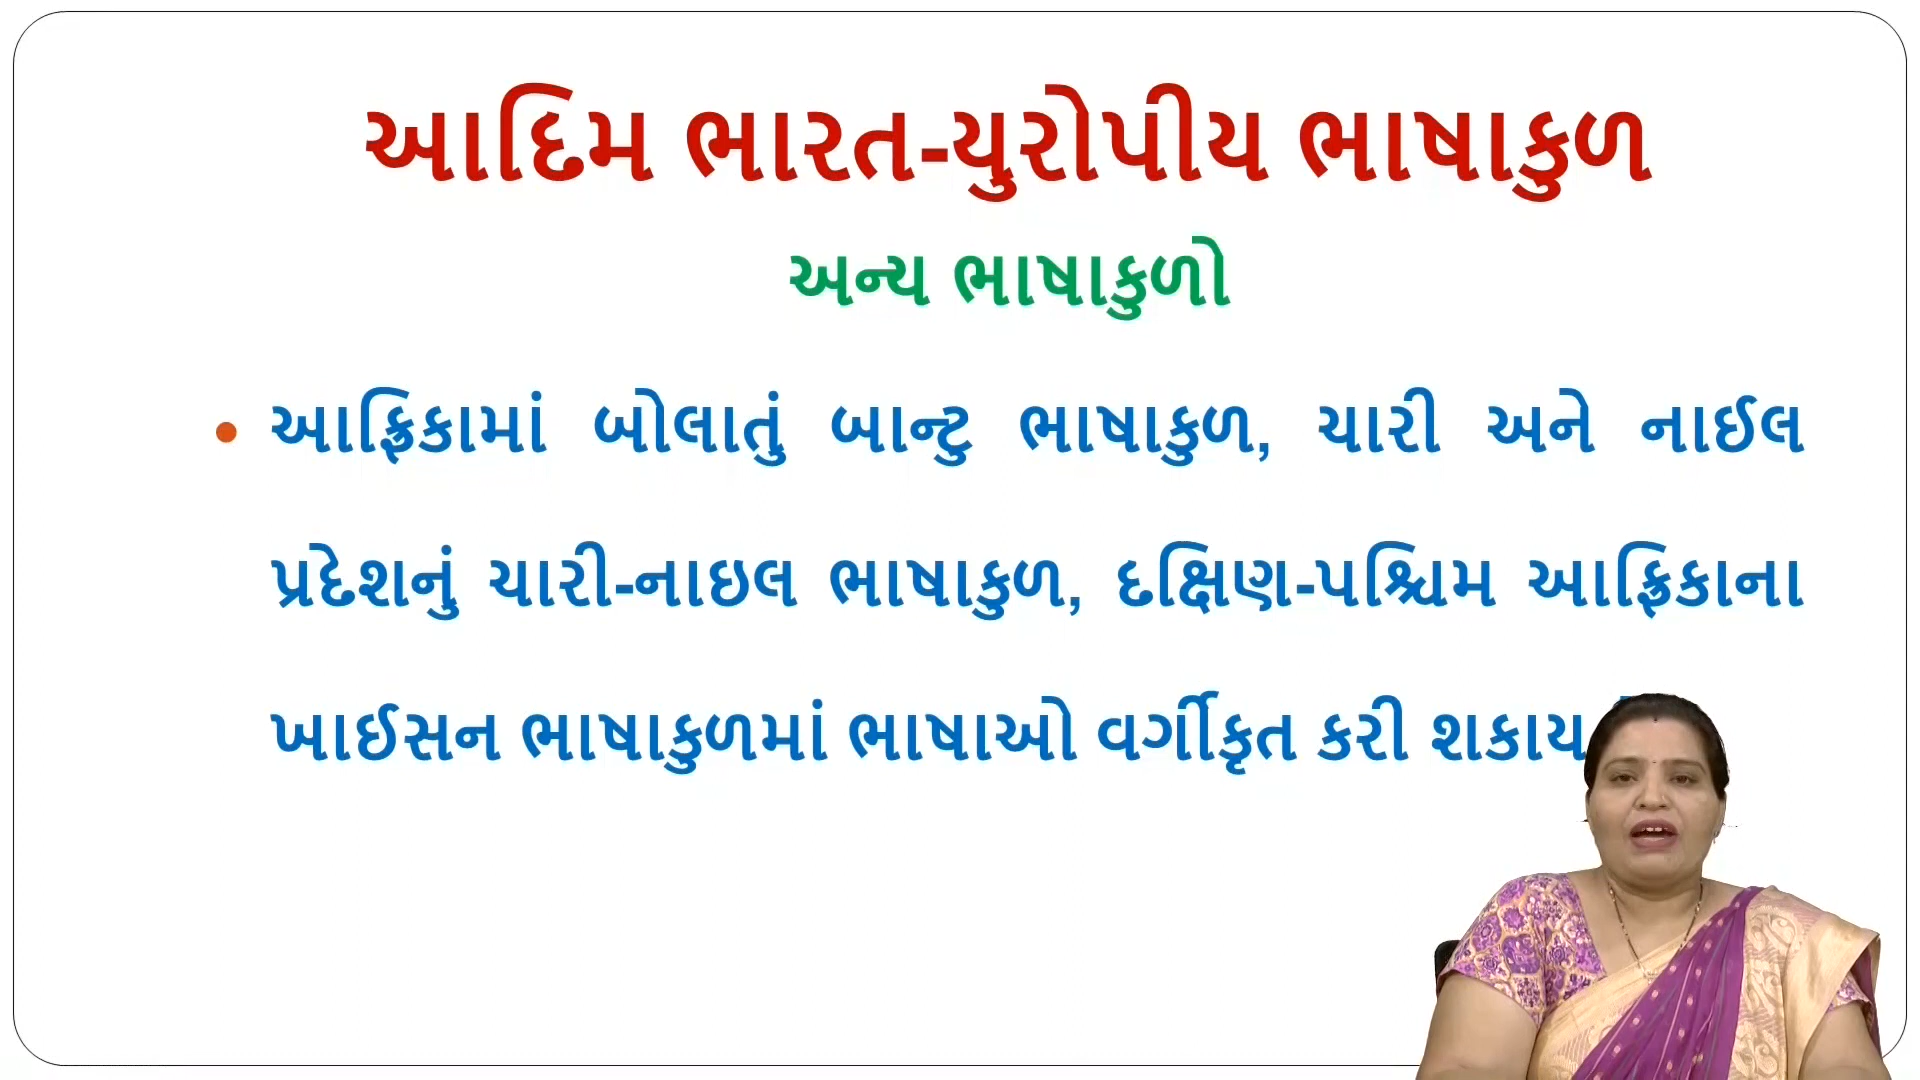 આદિમ ભારત-યુરોપીય ભાષાકુળ
અન્ય ભાષાકુળો
• આફ્રિકામાં બોલાતું બાન્ટુ ભાષાકુળ, ચારી અને નાઈલ
પ્રદેશનું ચારી-નાઇલ ભાષાકુળ, દક્ષિણ-પશ્ચિમ આફ્રિકાના
ખાઈસન ભાષાકુળમાં ભાષાઓ વર્ગીકૃત કરી શકાય